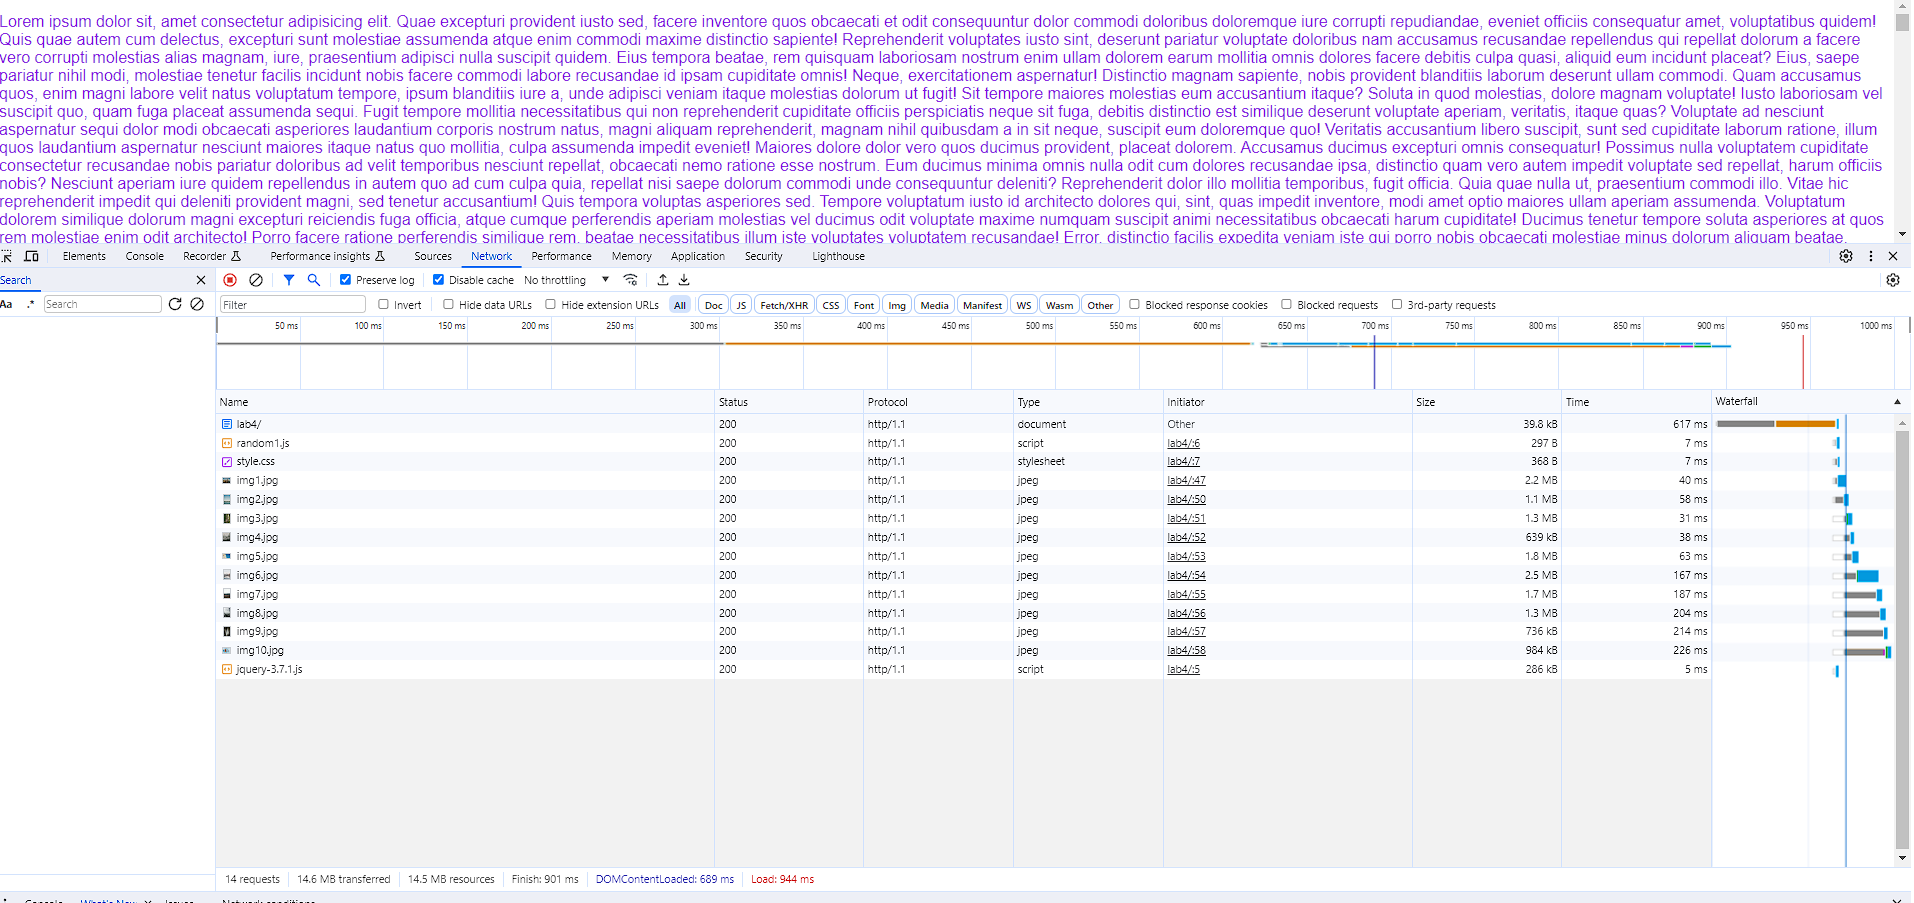 Lorem ipsum dolor sit, amet consectetur adipisicing elit. Quae excepturi provident iusto sed, facere inventore quos obcaecati et odit consequuntur dolor commodi doloribus doloremque iure corrupti repudiandae, eveniet officiis consequatur amet, voluptatibus quidem!
Quis quae autem cum delectus, excepturi sunt molestiae assumenda atque enim commodi maxime distinctio sapiente! Reprehenderit voluptates iusto sint, deserunt pariatur voluptate doloribus nam accusamus recusandae repellendus qui repellat dolorum a facere
vero corrupti molestias alias magnam, iure, praesentium adipisci nulla suscipit quidem. Eius tempora beatae, rem quisquam laboriosam nostrum enim ullam dolorem earum mollitia omnis dolores facere debitis culpa quasi, aliquid eum incidunt placeat? Eius, saepe
pariatur nihil modi, molestiae tenetur facilis incidunt nobis facere commodi labore recusandae id ipsam cupiditate omnis! Neque, exercitationem aspernatur! Distinctio magnam sapiente, nobis provident blanditiis laborum deserunt ullam commodi. Quam accusamus
quos, enim magni labore velit natus voluptatum tempore, ipsum blanditiis iure a, unde adipisci veniam itaque molestias dolorum ut fugit! Sit tempore maiores molestias eum accusantium itaque? Soluta in quod molestias, dolore magnam voluptate! Iusto laboriosam vel
suscipit quo, quam fuga placeat assumenda sequi. Fugit tempore mollitia necessitatibus qui non reprehenderit cupiditate officiis perspiciatis neque sit fuga, debitis distinctio est similique deserunt voluptate aperiam, veritatis, itaque quas? Voluptate ad nesciunt
aspernatur sequi dolor modi obcaecati asperiores laudantium corporis nostrum natus, magni aliquam reprehenderit, magnam nihil quibusdam a in sit neque, suscipit eum doloremque quo! Veritatis accusantium libero suscipit, sunt sed cupiditate laborum ratione, illum
quos laudantium aspernatur nesciunt maiores itaque natus quo mollitia, culpa assumenda impedit eveniet! Maiores dolore dolor vero quos ducimus provident, placeat dolorem. Accusamus ducimus excepturi omnis consequatur! Possimus nulla voluptatem cupiditate
consectetur recusandae nobis pariatur doloribus ad velit temporibus nesciunt repellat, obcaecati nemo ratione esse nostrum. Eum ducimus minima omnis nulla odit cum dolores recusandae ipsa, distinctio quam vero autem impedit voluptate sed repellat, harum officiis
nobis? Nesciunt aperiam iure quidem repellendus in autem quo ad cum culpa quia, repellat nisi saepe dolorum commodi unde consequuntur deleniti? Reprehenderit dolor illo mollitia temporibus, fugit officia. Quia quae nulla ut, praesentium commodi illo. Vitae hic
reprehenderit impedit qui deleniti provident magni, sed tenetur accusantium! Quis tempora voluptas asperiores sed. Tempore voluptatum iusto id architecto dolores qui, sint, quas impedit inventore, modi amet optio maiores ullam aperiam assumenda. Voluptatum
dolorem similique dolorum magni excepturi reiciendis fuga officia, atque cumque perferendis aperiam molestias vel ducimus odit voluptate maxime numquam suscipit animi necessitatibus obcaecati harum cupiditate! Ducimus tenetur tempore soluta asperiores at quos
rem molestiae enim odit architecto! Porro facere ratione perferendis similique rem, beatae necessitatibus illum iste voluptates voluptatem recusandae! Error, distinctio facilis expedita veniam iste qui porro nobis obcaecati molestiae minus dolorum aliquam beatae.
Elements Console Recorder Performance insights Sources Network Performance Memory Application Security Lighthouse
Search Preserve log Disable cache No throttling
Aa .* Search Filter Invert Hide data URLs Hide extension URLs All Doc JS Fetch/XHR CSS Font Img Media Manifest WS Wasm Other Blocked response cookies Blocked requests 3rd-party requests
50 ms 100 ms 150 ms 200 ms 250 ms 300 ms 350 ms 400 ms 450 ms 500 ms 550 ms 600 ms 650 ms 700 ms 750 ms 800 ms 850 ms 900 ms 950 ms 1000 ms
Name Status Protocol Type Initiator Size Time Waterfall
lab4/ 200 http/1.1 document Other 39.8 kB 617 ms
random1.js 200 http/1.1 script lab4/:6 297 B 7 ms
style.css 200 http/1.1 stylesheet lab4/:7 368 B 7 ms
img1.jpg 200 http/1.1 jpeg lab4/:47 2.2 MB 40 ms
img2.jpg 200 http/1.1 jpeg lab4/:50 1.1 MB 58 ms
img3.jpg 200 http/1.1 jpeg lab4/:51 1.3 MB 31 ms
img4.jpg 200 http/1.1 jpeg lab4/:52 639 kB 38 ms
img5.jpg 200 http/1.1 jpeg lab4/:53 1.8 MB 63 ms
img6.jpg 200 http/1.1 jpeg lab4/:54 2.5 MB 167 ms
img7.jpg 200 http/1.1 jpeg lab4/:55 1.7 MB 187 ms
img8.jpg 200 http/1.1 jpeg lab4/:56 1.3 MB 204 ms
img9.jpg 200 http/1.1 jpeg lab4/:57 736 kB 214 ms
img10.jpg 200 http/1.1 jpeg lab4/:58 984 kB 226 ms
jquery-3.7.1.js 200 http/1.1 script lab4/:5 286 kB 5 ms
14 requests 14.6 MB transferred 14.5 MB resources Finish: 901 ms DOMContentLoaded: 689 ms Load: 944 ms
Console What's New Issues Network conditions